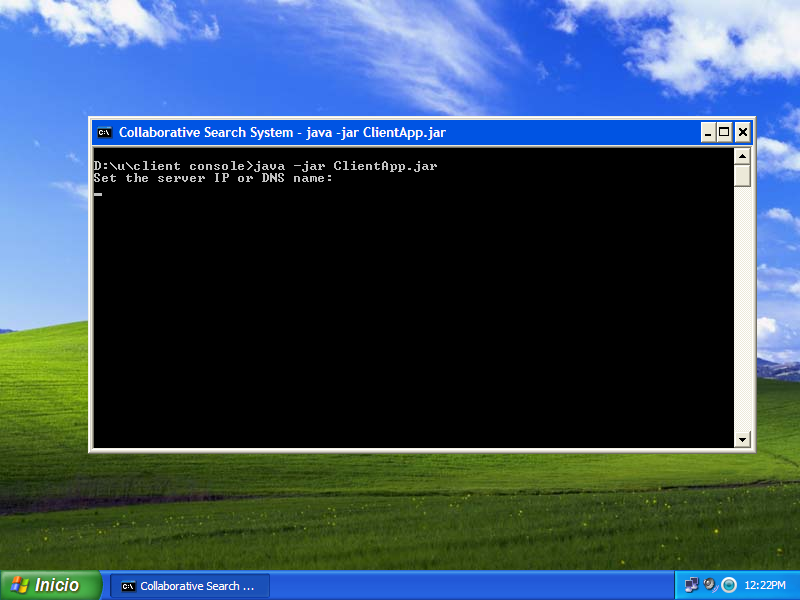 Collaborative Search System - java -jar ClientApp.jar
D:\u\client console>java -jar ClientApp.jar
Set the server IP or DNS name:
Inicio
Collaborative Search ...
12:22PM